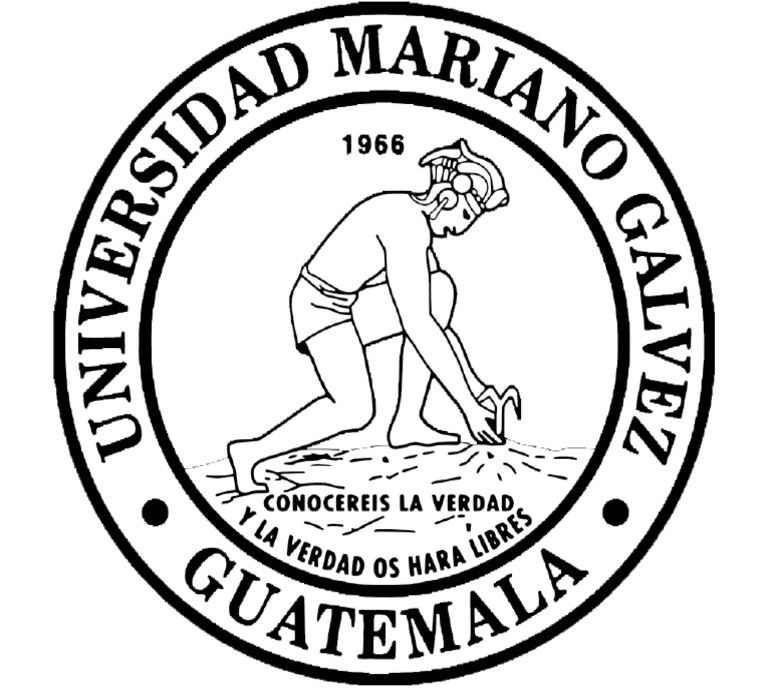 UNIVERSIDAD MARIANO GALVEZ
1966
CONOCEREIS LA VERDAD
Y LA VERDAD OS HARA LIBRES
GUATEMALA